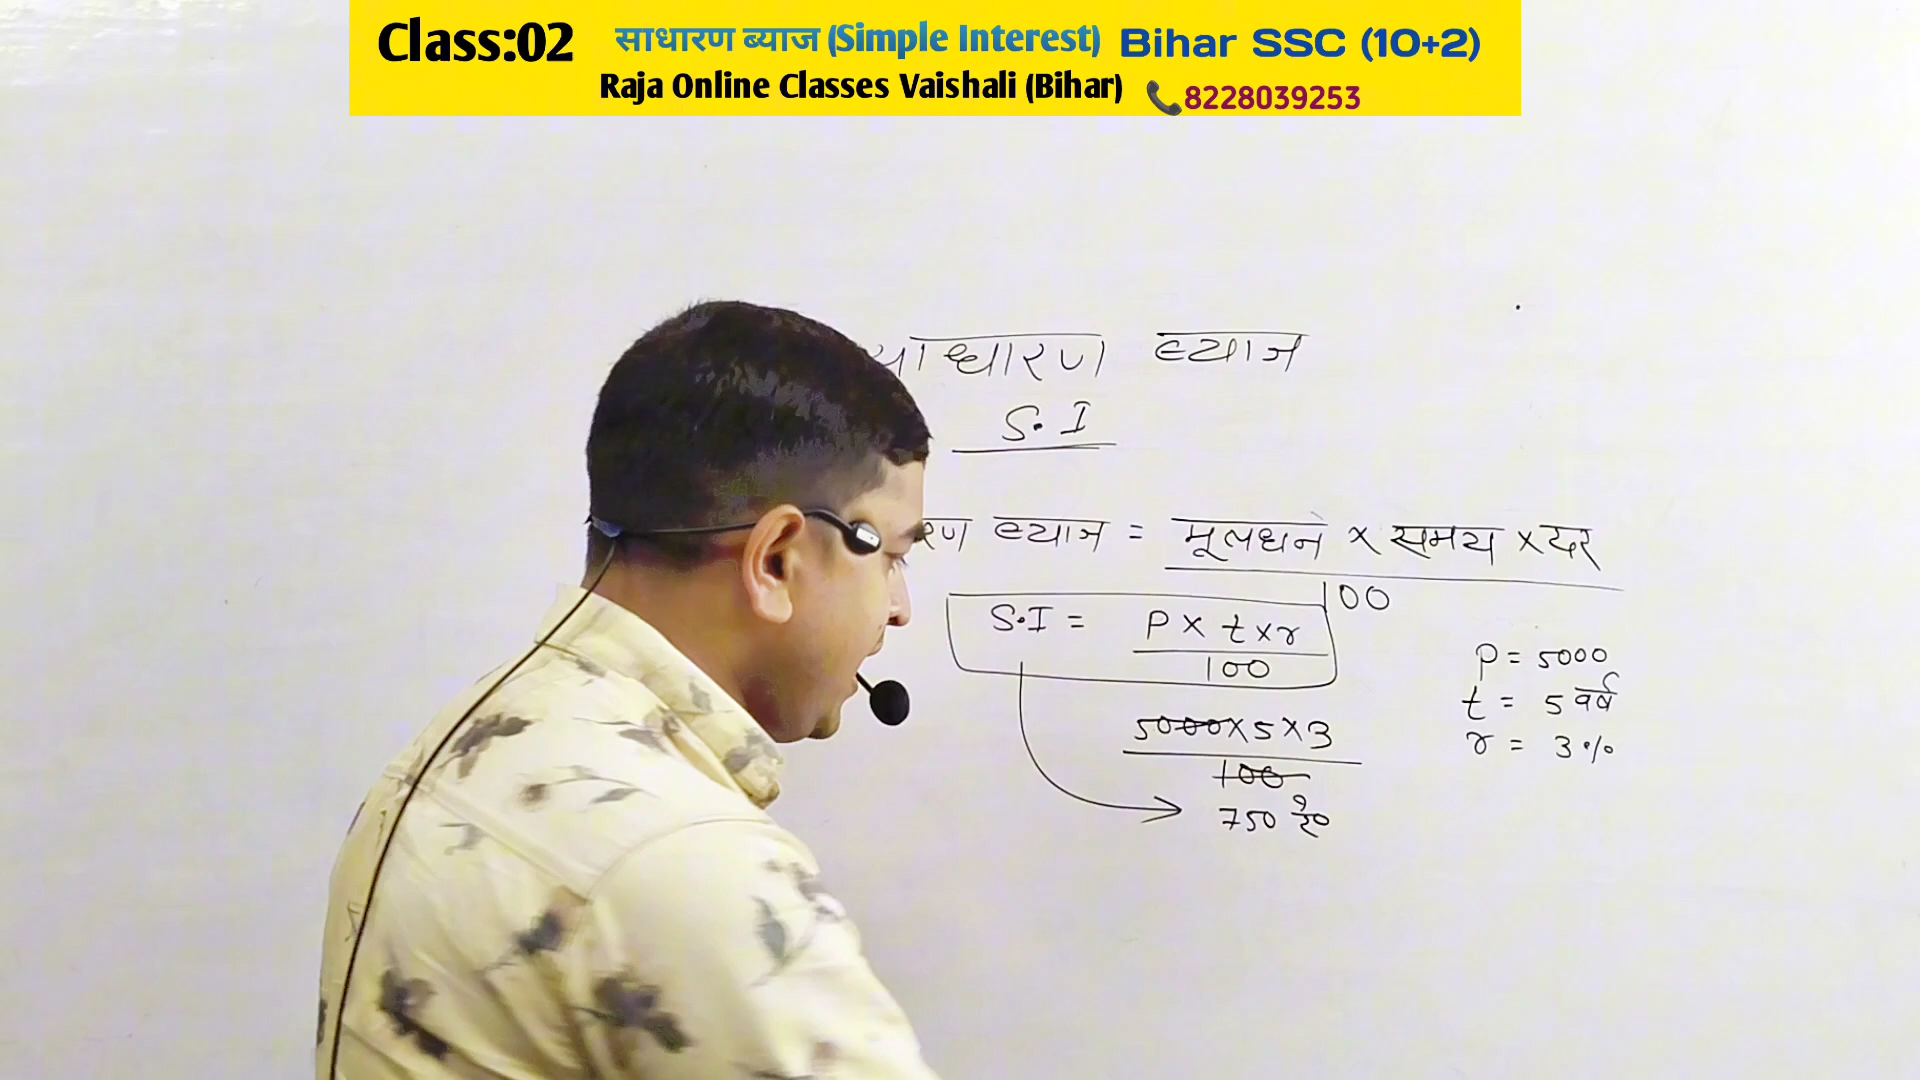 Class:02 साधारण ब्याज (Simple Interest) Bihar SSC (10+2)
Raja Online Classes Vaishali (Bihar) 📞8228039253
साधारण ब्याज
S.I
रण ब्याज = मूलधन × समय × दर
100
S.I = P × t × r
100
P = 5000
t = 5 वर्ष
r = 3%
5000×5×3
100
750 रु०